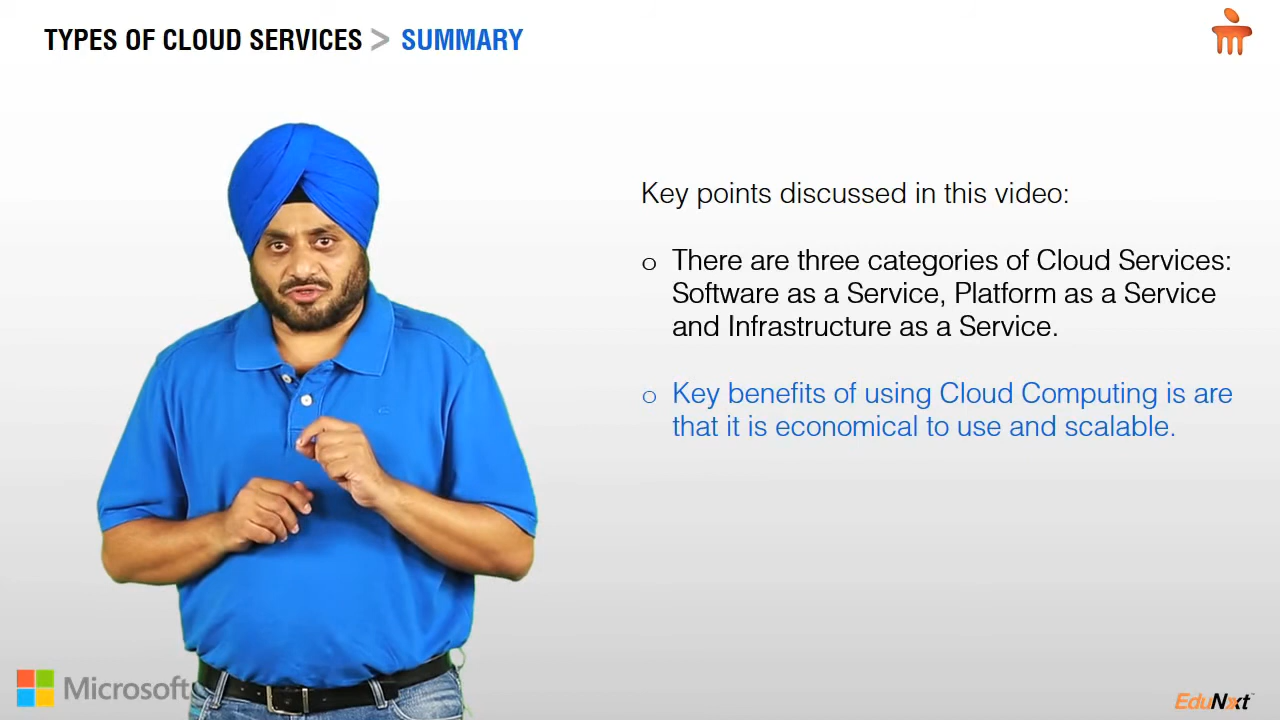 TYPES OF CLOUD SERVICES > SUMMARY
Key points discussed in this video:
o There are three categories of Cloud Services:
Software as a Service, Platform as a Service
and Infrastructure as a Service.
o Key benefits of using Cloud Computing is are
that it is economical to use and scalable.
Microsoft
EduNxt